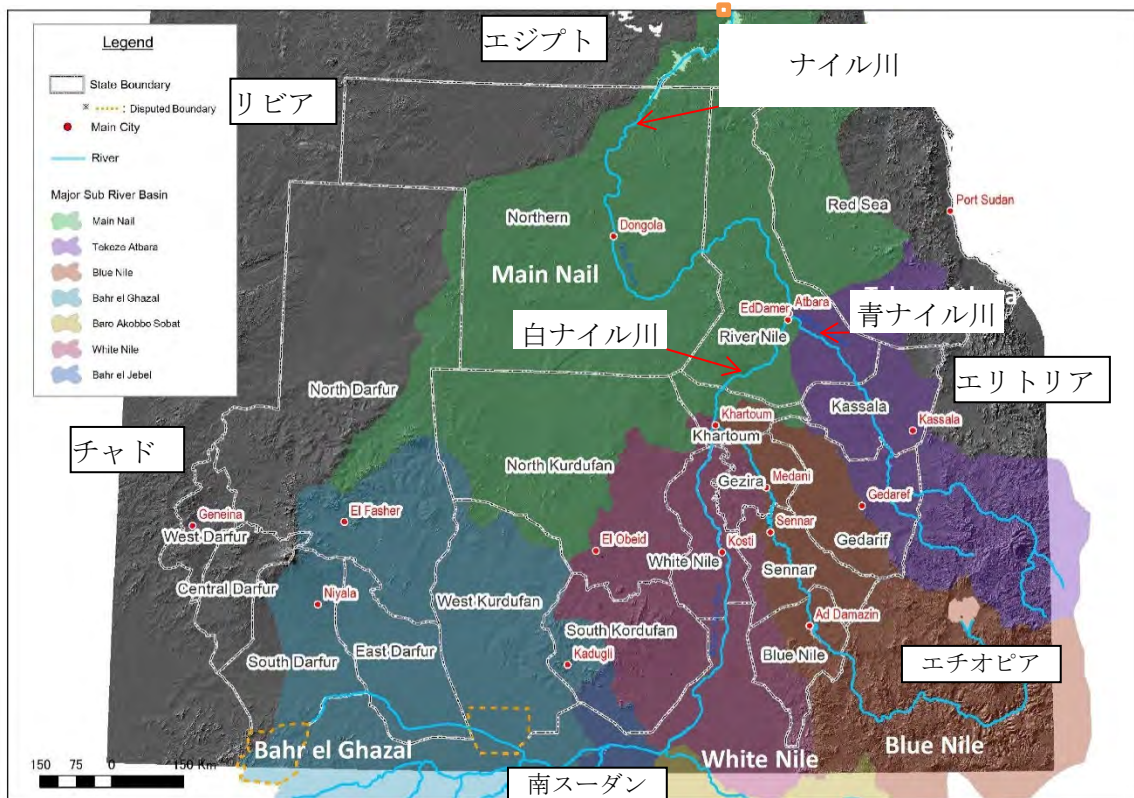 Legend
State Boundary
※ : Disputed Boundary
Main City
River
Major Sub River Basin
Main Nail
Tekeze Atbara
Blue Nile
Bahr el Ghazal
Baro Akobbo Sobat
White Nile
Bahr el Jebel
エジプト
ナイル川
リビア
Red Sea
Port Sudan
Northern
Dongola
Main Nail
EdDamer
Atbara
青ナイル川
白ナイル川
River Nile
エリトリア
North Darfur
Kassala
Kassala
Khartoum
Khartoum
チャド
North Kurdufan
Gezira
Medani
Geneina
El Fasher
Gedaref
West Darfur
Sennar
Gedarif
El Obeid
White Nile
Kosti
Sennar
Central Darfur
Niyala
West Kurdufan
Ad Damazin
South Kordufan
South Darfur
East Darfur
Kadugli
Blue Nile
エチオピア
Bahr el Ghazal
White Nile
Blue Nile
150 75 0 150 Km
南スーダン